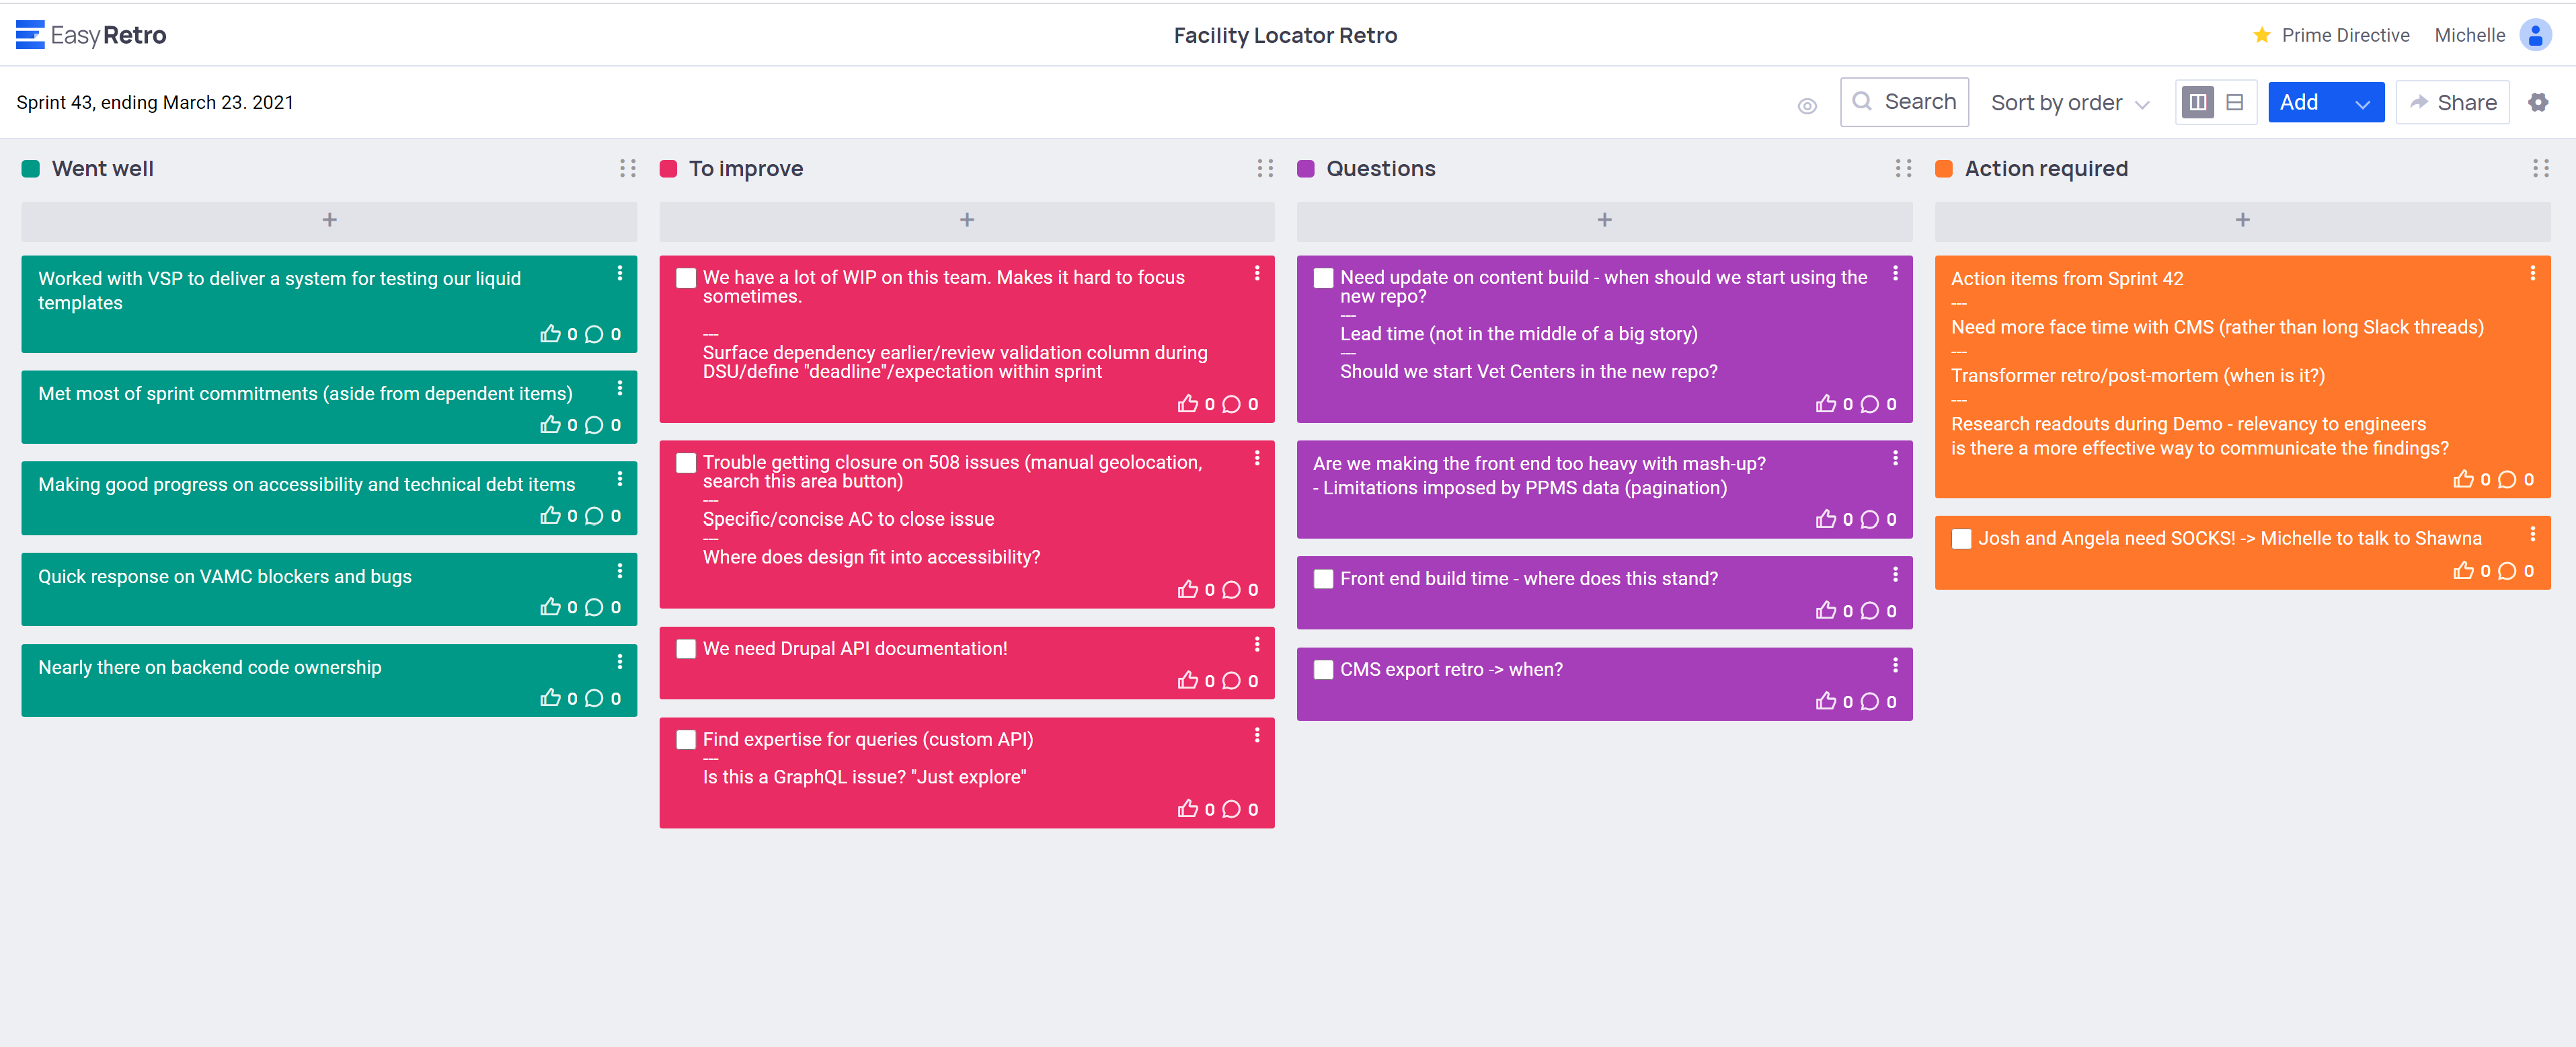 EasyRetro
Facility Locator Retro
Prime Directive
Michelle
Sprint 43, ending March 23. 2021
Search
Sort by order
Add
Share
Went well
+
Worked with VSP to deliver a system for testing our liquid
templates
0 0
Met most of sprint commitments (aside from dependent items)
0 0
Making good progress on accessibility and technical debt items
0 0
Quick response on VAMC blockers and bugs
0 0
Nearly there on backend code ownership
0 0
To improve
+
We have a lot of WIP on this team. Makes it hard to focus
sometimes.
---
Surface dependency earlier/review validation column during
DSU/define "deadline"/expectation within sprint
0 0
Trouble getting closure on 508 issues (manual geolocation,
search this area button)
---
Specific/concise AC to close issue
---
Where does design fit into accessibility?
0 0
We need Drupal API documentation!
0 0
Find expertise for queries (custom API)
---
Is this a GraphQL issue? "Just explore"
0 0
Questions
+
Need update on content build - when should we start using the
new repo?
---
Lead time (not in the middle of a big story)
---
Should we start Vet Centers in the new repo?
0 0
Are we making the front end too heavy with mash-up?
- Limitations imposed by PPMS data (pagination)
0 0
Front end build time - where does this stand?
0 0
CMS export retro -> when?
0 0
Action required
+
Action items from Sprint 42
---
Need more face time with CMS (rather than long Slack threads)
---
Transformer retro/post-mortem (when is it?)
---
Research readouts during Demo - relevancy to engineers
is there a more effective way to communicate the findings?
0 0
Josh and Angela need SOCKS! -> Michelle to talk to Shawna
0 0